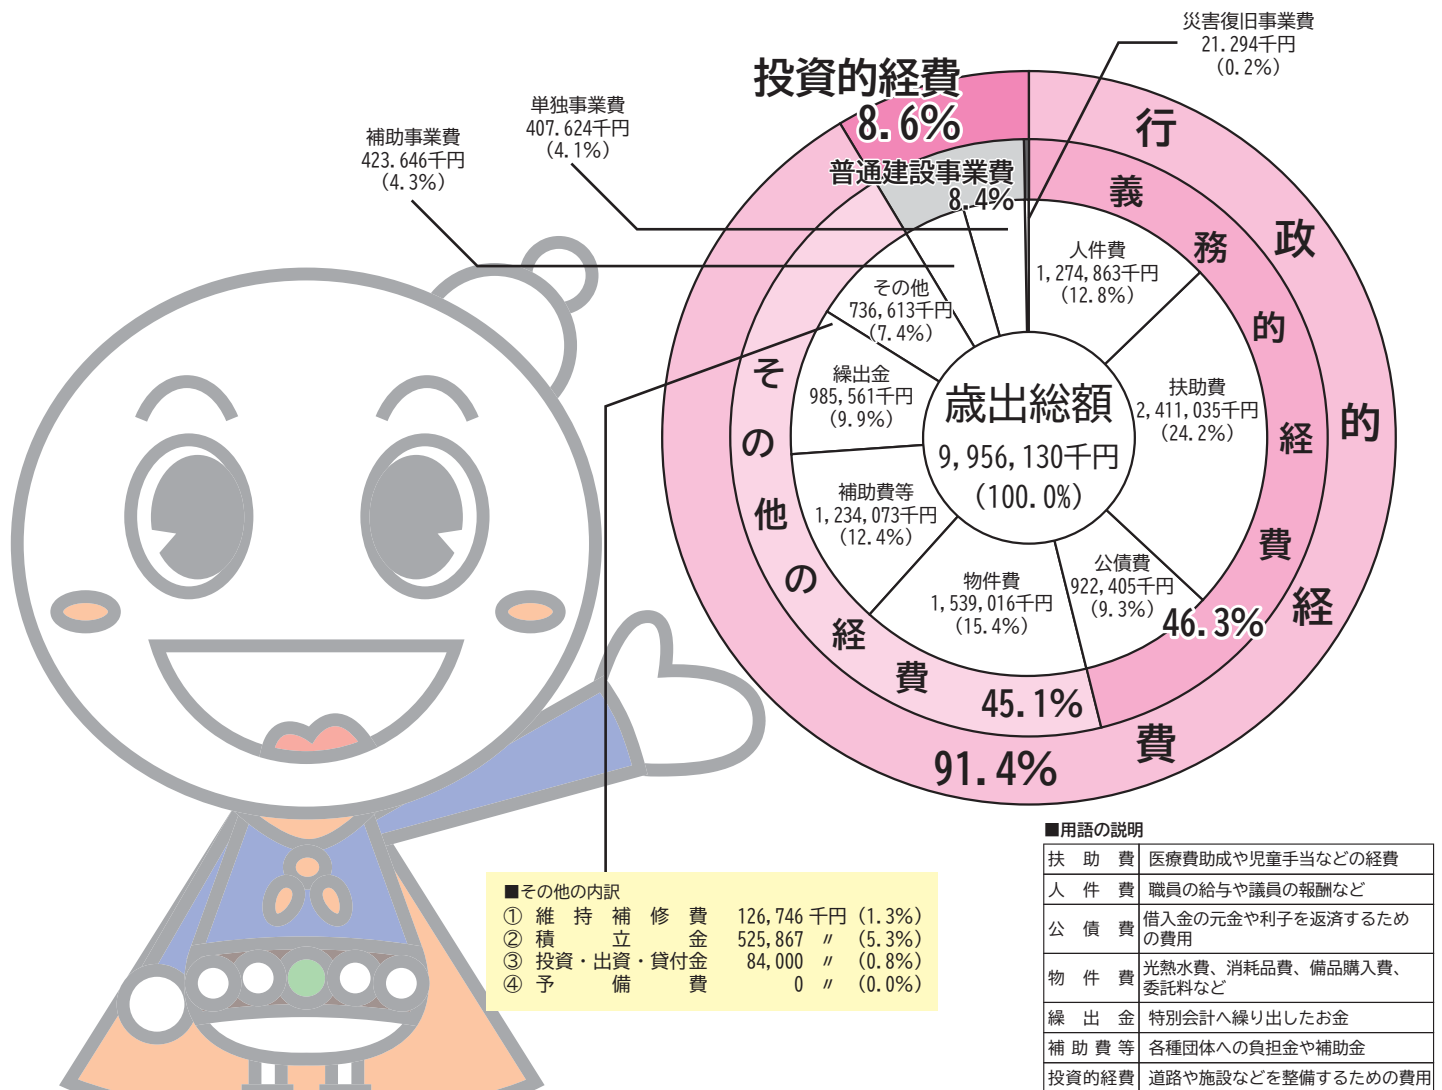 災害復旧事業費
21.294千円
(0.2%)
投資的経費
8.6%
単独事業費
407.624千円
(4.1%)
補助事業費
423.646千円
(4.3%)
普通建設事業費
8.4%
行政的経費
91.4%
義務的経費
46.3%
その他の経費
45.1%
人件費
1,274,863千円
(12.8%)
扶助費
2,411,035千円
(24.2%)
公債費
922,405千円
(9.3%)
物件費
1,539,016千円
(15.4%)
補助費等
1,234,073千円
(12.4%)
繰出金
985,561千円
(9.9%)
その他
736,613千円
(7.4%)
歳出総額
9,956,130千円
(100.0%)
■その他の内訳
① 維持補修費 126,746 千円 (1.3%)
② 積立金 525,867 〃 (5.3%)
③ 投資・出資・貸付金 84,000 〃 (0.8%)
④ 予備費 0 〃 (0.0%)
■用語の説明
扶助費 医療費助成や児童手当などの経費
人件費 職員の給与や議員の報酬など
公債費 借入金の元金や利子を返済するため
の費用
物件費 光熱水費、消耗品費、備品購入費、
委託料など
繰出金 特別会計へ繰り出したお金
補助費等 各種団体への負担金や補助金
投資的経費 道路や施設などを整備するための費用